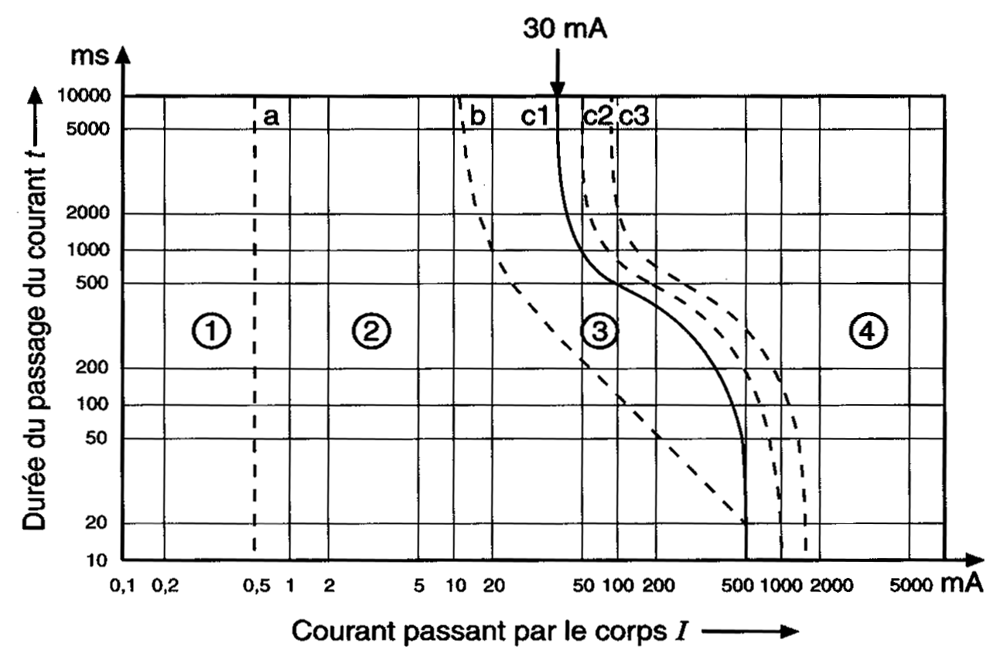 30 mA
ms
10000
a
b
c1
c2
c3
5000
2000
1000
500
1
2
3
4
200
100
50
20
10
Durée du passage du courant t
0,1 0,2 0,5 1 2 5 10 20 50 100 200 500 1000 2000 5000 mA
Courant passant par le corps I